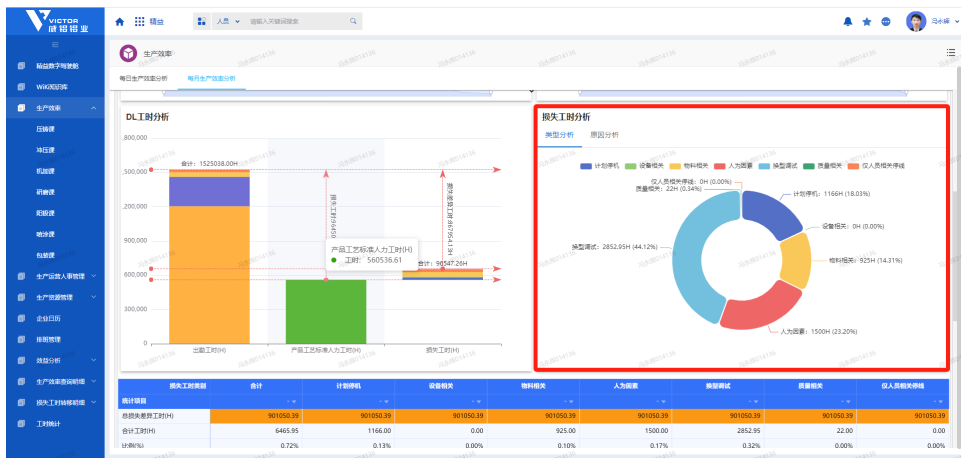 VICTOR
威铝铝业
精益
人员
请输入关键词搜索
冯永辉
精益数字驾驶舱
WIKI知识库
生产效率
压铸课
冲压课
机加课
研磨课
阳极课
喷涂课
包装课
生产运营人事管理
生产资源管理
企业日历
排班管理
效益分析
生产效率查询明细
损失工时转移明细
工时统计
生产效率
每日生产效率分析
每月生产效率分析
DL工时分析
1,800,000
1,500,000
1,200,000
900,000
600,000
300,000
0
合计：1525038.00H
产品工艺标准人力工时(H)
工时: 560536.61
合计：96547.26H
损失差异工时:867954.13H
出勤工时(H)
产品工艺标准人力工时(H)
损失工时(H)
损失工时分析
类型分析
原因分析
计划停机
设备相关
物料相关
人为因素
换型调试
质量相关
仅人员相关停线
仅人员相关停线：0H (0.00%)
质量相关：22H (0.34%)
计划停机：1166H (18.03%)
设备相关：0H (0.00%)
换型调试：2852.95H (44.12%)
物料相关：925H (14.31%)
人为因素：1500H (23.20%)
损失工时类别 合计 计划停机 设备相关 物料相关 人为因素 换型调试 质量相关 仅人员相关停线
统计项目
总损失差异工时(H) 901050.39 901050.39 901050.39 901050.39 901050.39 901050.39 901050.39 901050.39
合计工时(H) 6465.95 1166.00 0.00 925.00 1500.00 2852.95 22.00 0.00
比例(%) 0.72% 0.13% 0.00% 0.10% 0.17% 0.32% 0.00% 0.00%